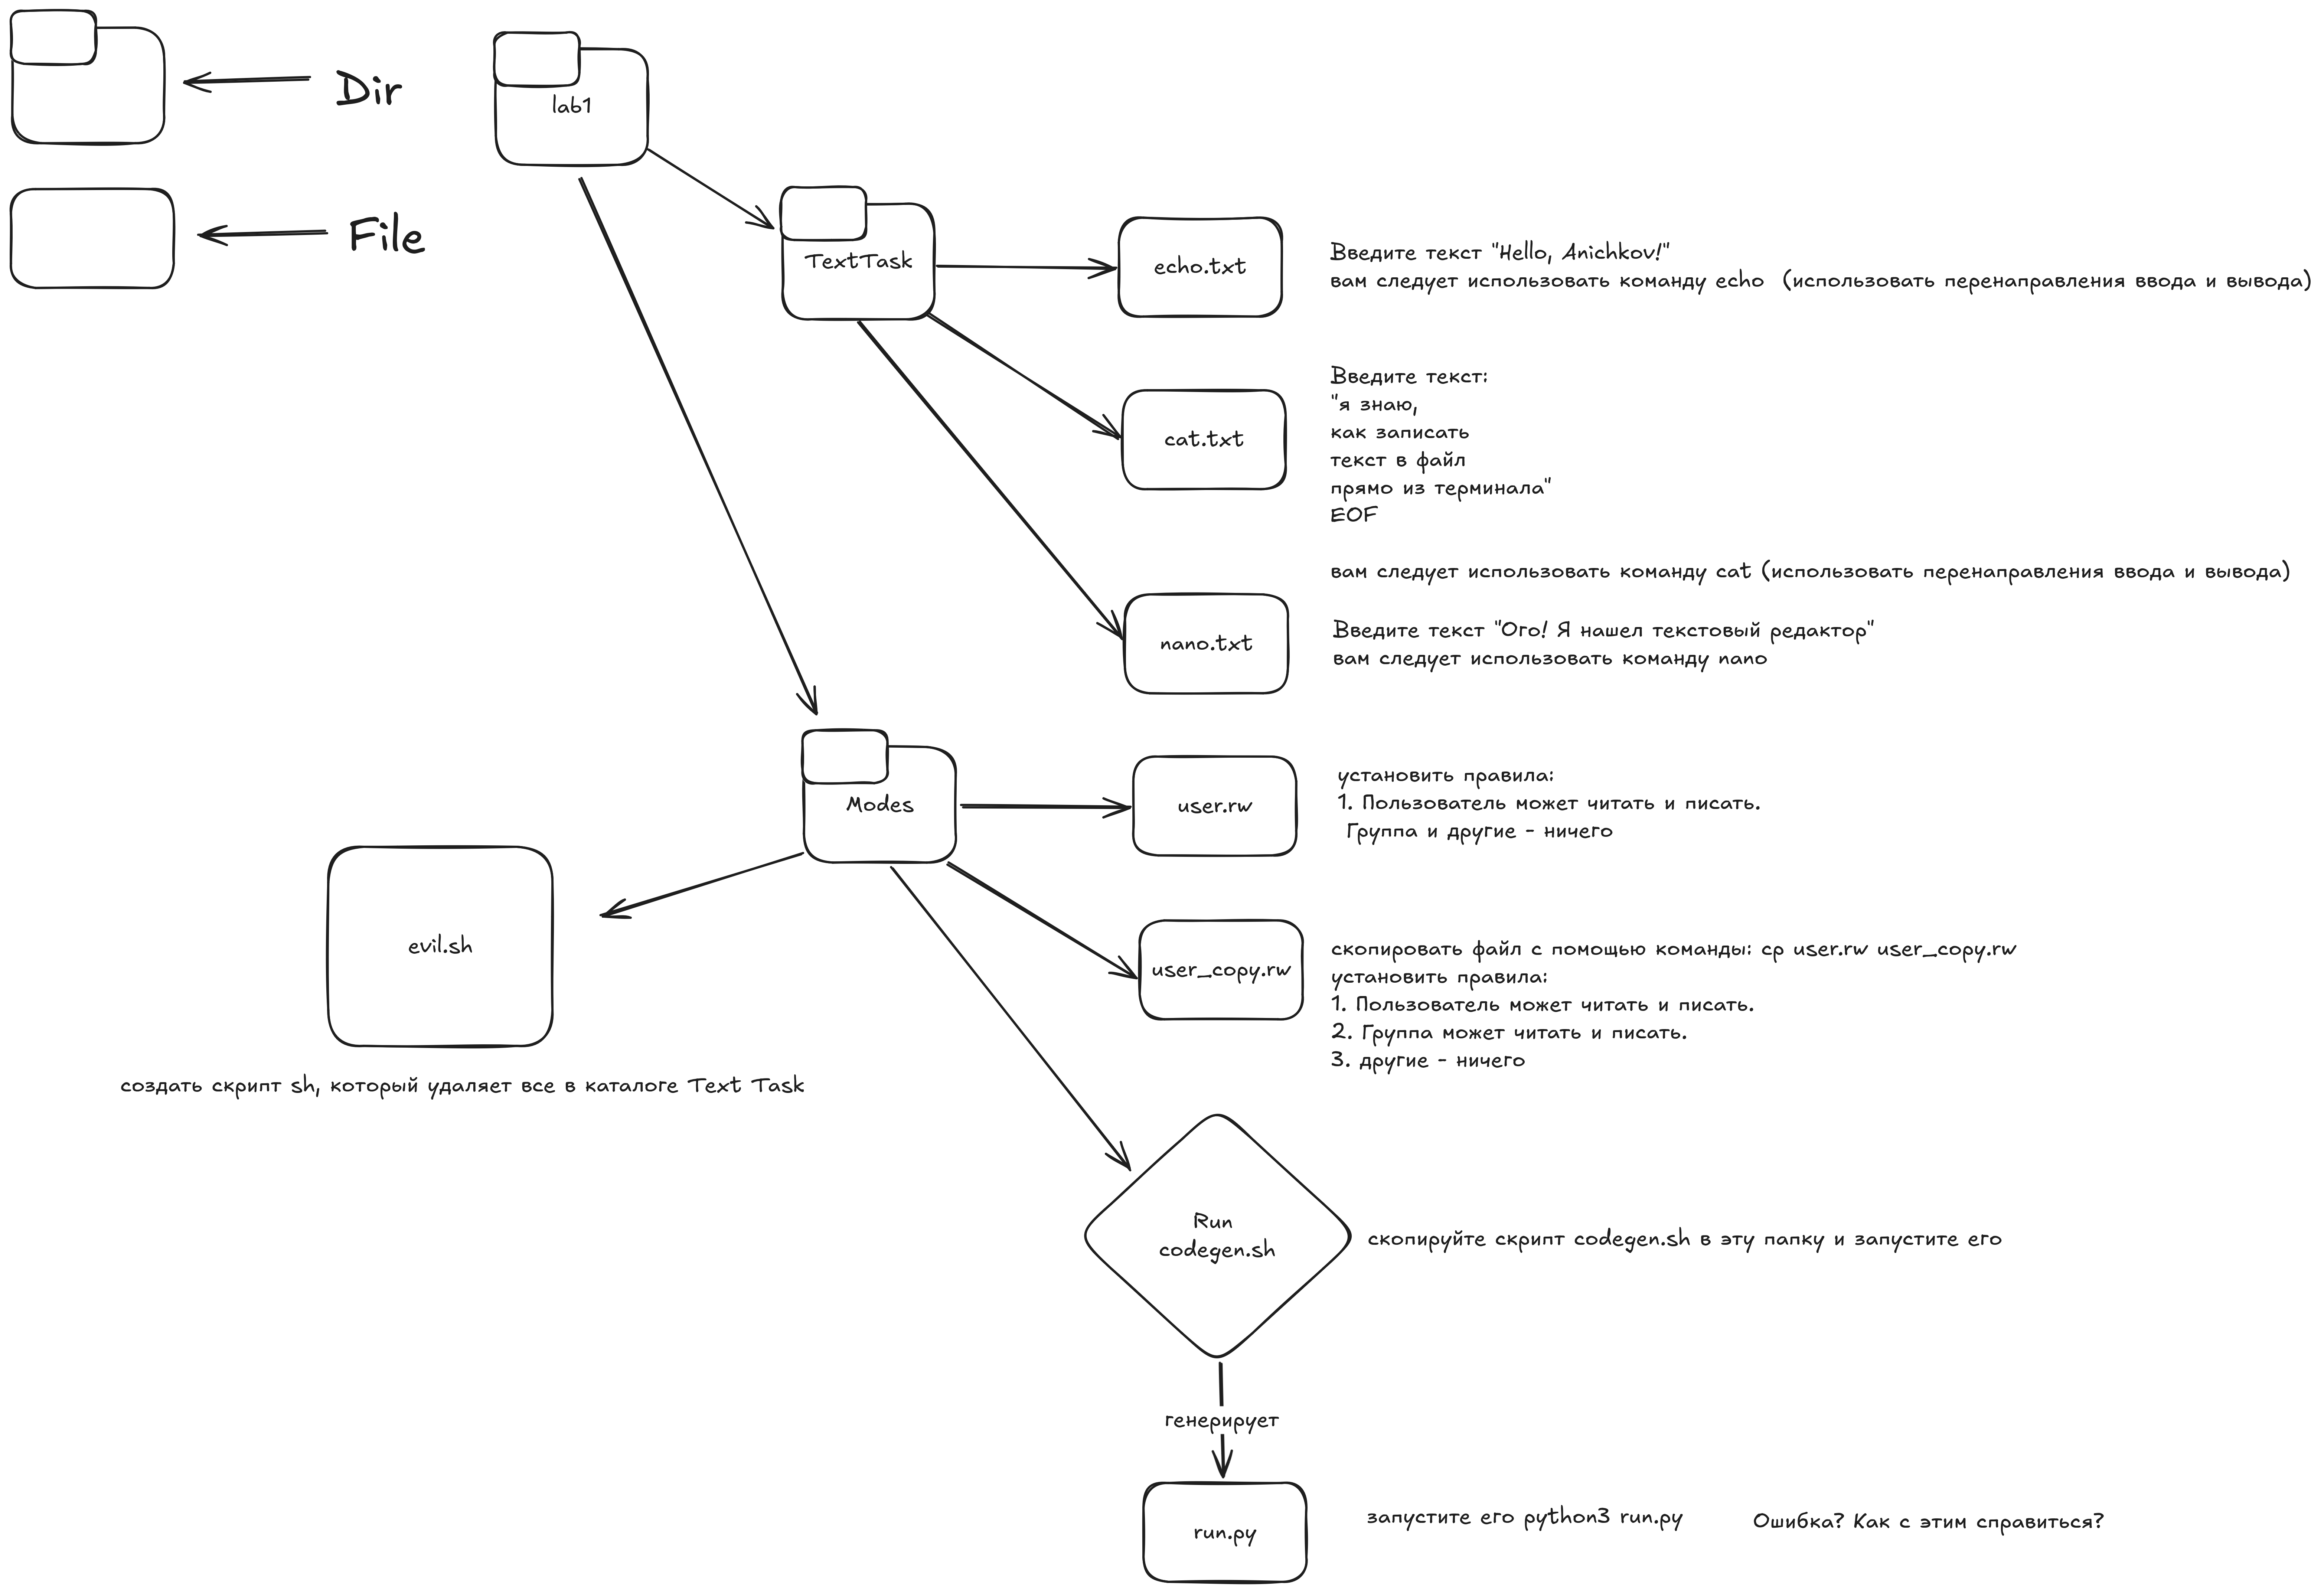 Dir
File
lab1
TextTask
echo.txt
Введите текст "Hello, Anichkov!"
вам следует использовать команду echo (использовать перенаправления ввода и вывода)
cat.txt
Введите текст:
"я знаю,
как записать
текст в файл
прямо из терминала"
EOF
вам следует использовать команду cat (использовать перенаправления ввода и вывода)
nano.txt
Введите текст "Ого! Я нашел текстовый редактор"
вам следует использовать команду nano
Modes
user.rw
установить правила:
1. Пользователь может читать и писать.
Группа и другие - ничего
evil.sh
создать скрипт sh, который удаляет все в каталоге Text Task
user_copy.rw
скопировать файл с помощью команды: cp user.rw user_copy.rw
установить правила:
1. Пользователь может читать и писать.
2. Группа может читать и писать.
3. другие - ничего
Run
codegen.sh
скопируйте скрипт codegen.sh в эту папку и запустите его
генерирует
run.py
запустите его python3 run.py
Ошибка? Как с этим справиться?